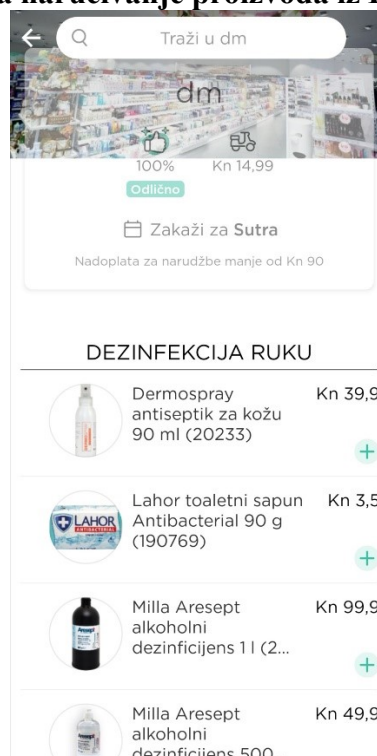 a naručivanje proizvoda iz
Traži u dm
dm
100% Kn 14,99
Odlično
Zakaži za Sutra
Nadoplata za narudžbe manje od Kn 90
DEZINFEKCIJA RUKU
Dermospray Kn 39,9
antiseptik za kožu
90 ml (20233)
Lahor toaletni sapun Kn 3,5
Antibacterial 90 g
(190769)
LAHOR
ANTIBACTERIAL
Milla Aresept Kn 99,9
alkoholni
dezinficijens 1 l (2...
Aresept
Milla Aresept Kn 49,9
alkoholni
dezinficijens 500
Aresept